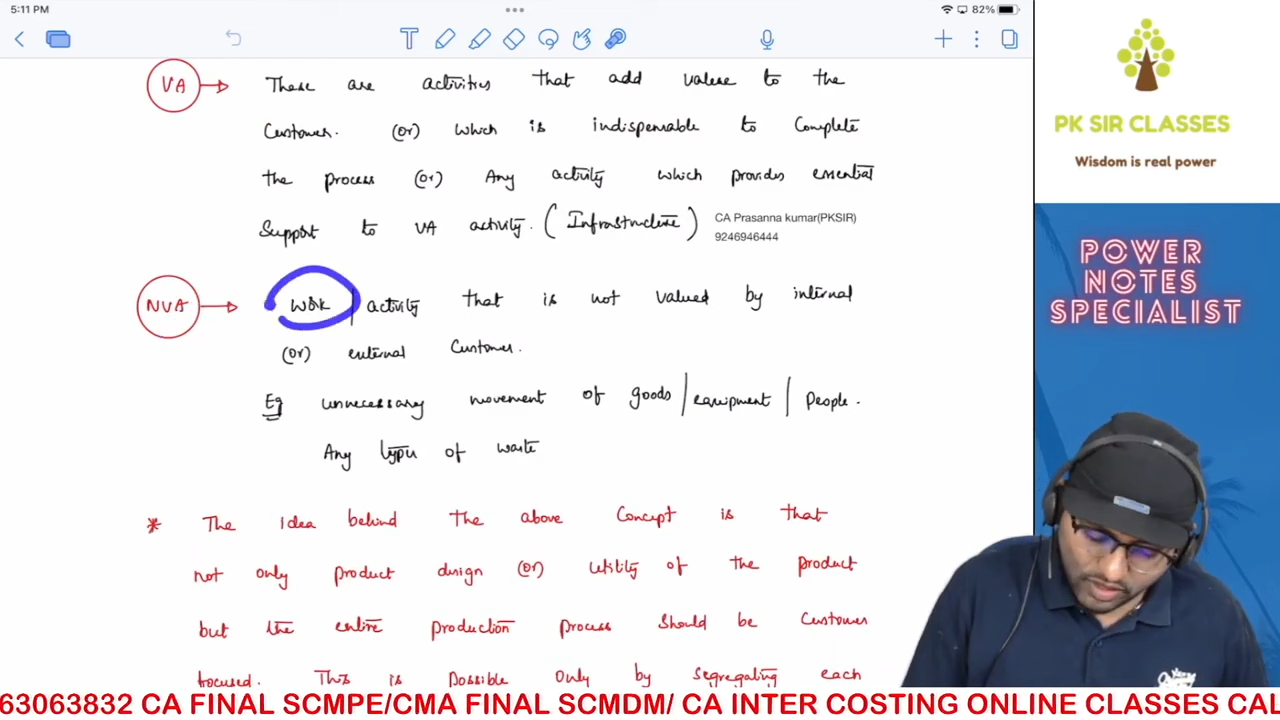 5:11 PM
82%
VA → These are activities that add value to the
Customer. (or) which is indispensable to Complete
the process (or) Any activity which provides essential
Support to VA activity. (Infrastructure)
CA Prasanna kumar(PKSIR)
9246946444
NVA → Work | activity that is not valued by internal
(or) external Customer.
Eg unnecessary movement of goods | equipment | People.
Any type of waste
* The idea behind the above Concept is that
not only product design (or) utility of the product
but the entire production process should be customer
focused. This is possible only by segregating each
PK SIR CLASSES
Wisdom is real power
POWER
NOTES
SPECIALIST
63063832 CA FINAL SCMPE/CMA FINAL SCMDM/ CA INTER COSTING ONLINE CLASSES CAL